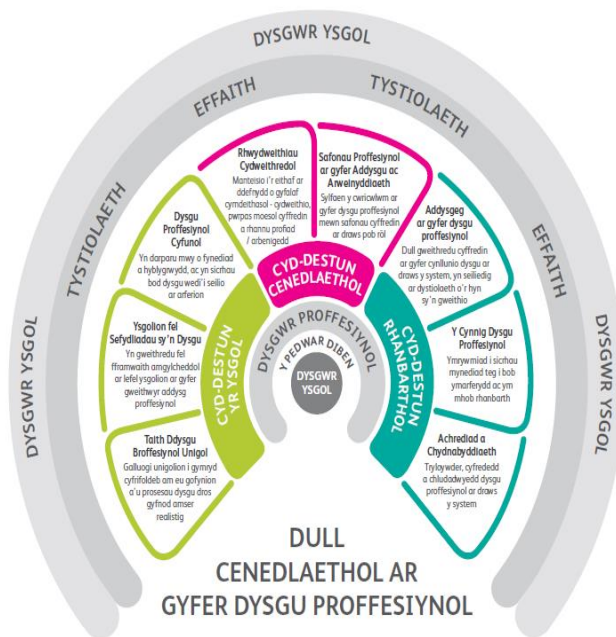 DYSGWR YSGOL
EFFAITH
TYSTIOLAETH
TYSTIOLAETH
EFFAITH
DYSGWR YSGOL
DYSGWR YSGOL
Rhwydweithiau
Cydweithredol
Manteisio i'r eithaf ar
ddefnydd o gyfalaf
cymdeithasol - cydweithio,
pwrpas moesol cyffredin
a rhannu profiad
/ arbenigedd
Safonau Proffesiynol
ar gyfer Addysgu ac
Arweinyddiaeth
Sylfaen y cwricwlwm ar
gyfer dysgu proffesiynol
mewn safonau cyffredin
ar draws pob rôl
Dysgu
Proffesiynol
Cyfunol
Yn darparu mwy o fynediad
a hyblygrwydd, ac yn sicrhau
bod dysgu wedi'i seilio
ar arferion
Addysgeg
ar gyfer dysgu
proffesiynol
Dull gweithredu cyffredin
ar gyfer cynllunio dysgu ar
draws y system, yn seiliedig
ar dystiolaeth o'r hyn
sy'n gweithio
Ysgolion fel
Sefydliadau sy'n Dysgu
Yn gweithredu fel
fframwaith amgylcheddol
ar lefel ysgolion ar gyfer
gweithwyr addysg
proffesiynol
Y Cynnig Dysgu
Proffesiynol
Ymrwymiad i sicrhau
mynediad teg i bob
ymarferydd ac ym
mhob rhanbarth
Taith Ddysgu
Broffesiynol Unigol
Galluogi unigolion i gymryd
cyfrifoldeb am eu gofynion
a'u prosesau dysgu dros
gyfnod amser
realistig
Achrediad a
Chydnabyddiaeth
Tryloywder, cyfrededd
a chludadwyedd dysgu
proffesiynol ar draws
y system
CYD-DESTUN
CENEDLAETHOL
CYD-DESTUN
YR YSGOL
CYD-DESTUN
RHANBARTHOL
DYSGWR PROFFESIYNOL
Y PEDWAR DIBEN
DYSGWR
YSGOL
DULL
CENEDLAETHOL AR
GYFER DYSGU PROFFESIYNOL